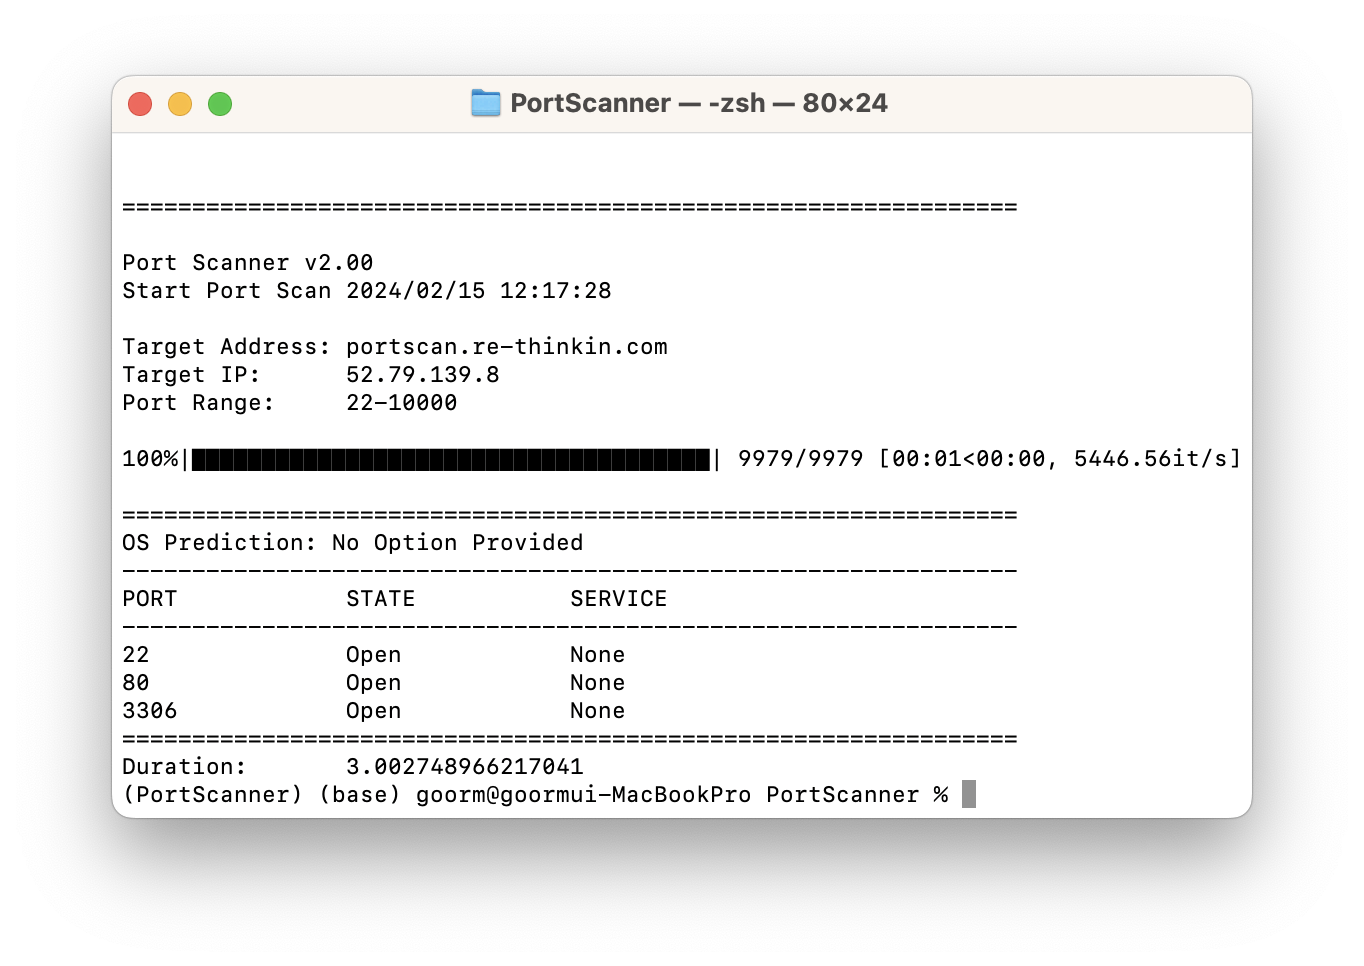 PortScanner — -zsh — 80×24
================================================================
Port Scanner v2.00
Start Port Scan 2024/02/15 12:17:28
Target Address: portscan.re-thinkin.com
Target IP:      52.79.139.8
Port Range:     22-10000
100%|█████████████████████████████████████| 9979/9979 [00:01<00:00, 5446.56it/s]
================================================================
OS Prediction: No Option Provided
----------------------------------------------------------------
PORT            STATE           SERVICE
----------------------------------------------------------------
22              Open            None
80              Open            None
3306            Open            None
================================================================
Duration:       3.002748966217041
(PortScanner) (base) goorm@goormui-MacBookPro PortScanner %